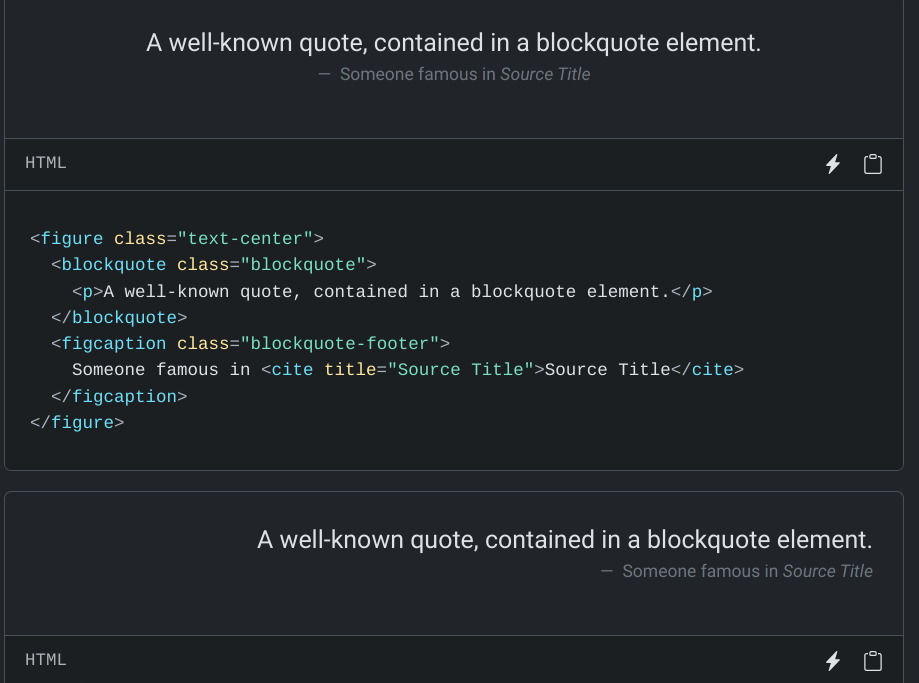 A well-known quote, contained in a blockquote element.
— Someone famous in Source Title
HTML
<figure class="text-center">
  <blockquote class="blockquote">
    <p>A well-known quote, contained in a blockquote element.</p>
  </blockquote>
  <figcaption class="blockquote-footer">
    Someone famous in <cite title="Source Title">Source Title</cite>
  </figcaption>
</figure>
A well-known quote, contained in a blockquote element.
— Someone famous in Source Title
HTML